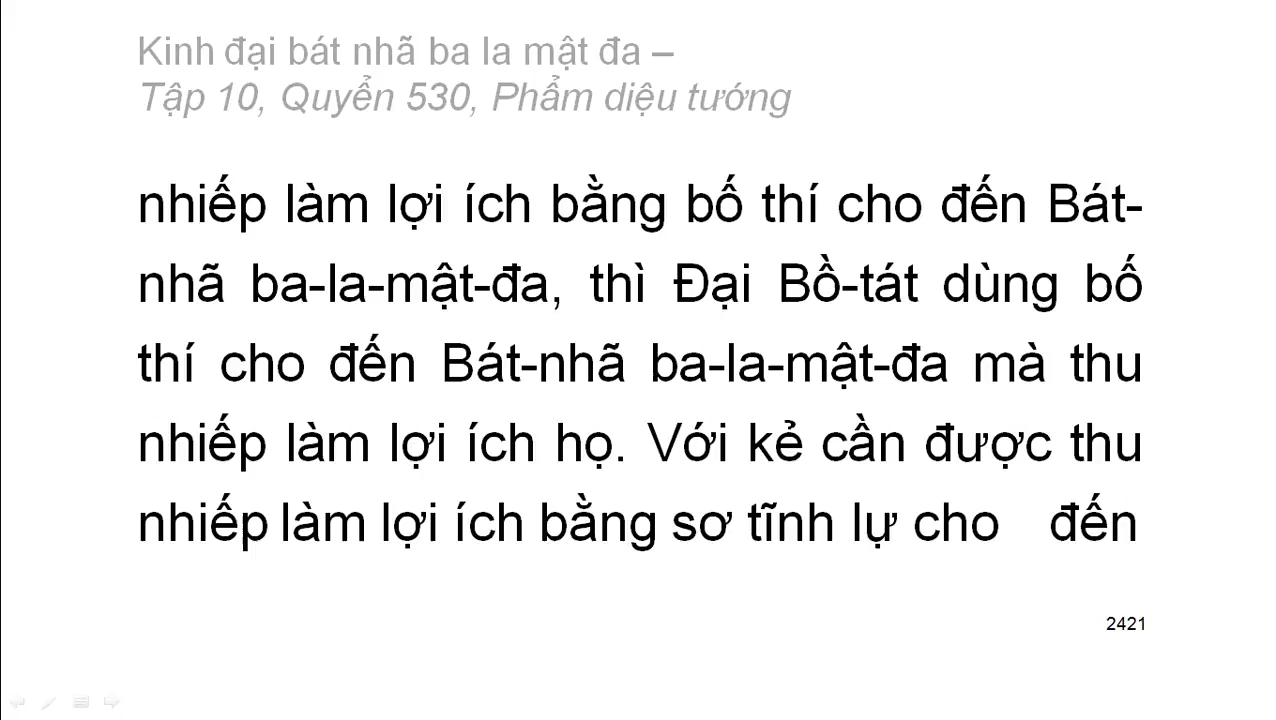 Kinh đại bát nhã ba la mật đa –
Tập 10, Quyển 530, Phẩm diệu tướng
nhiếp làm lợi ích bằng bố thí cho đến Bát-
nhã ba-la-mật-đa, thì Đại Bồ-tát dùng bố
thí cho đến Bát-nhã ba-la-mật-đa mà thu
nhiếp làm lợi ích họ. Với kẻ cần được thu
nhiếp làm lợi ích bằng sơ tĩnh lự cho đến
2421